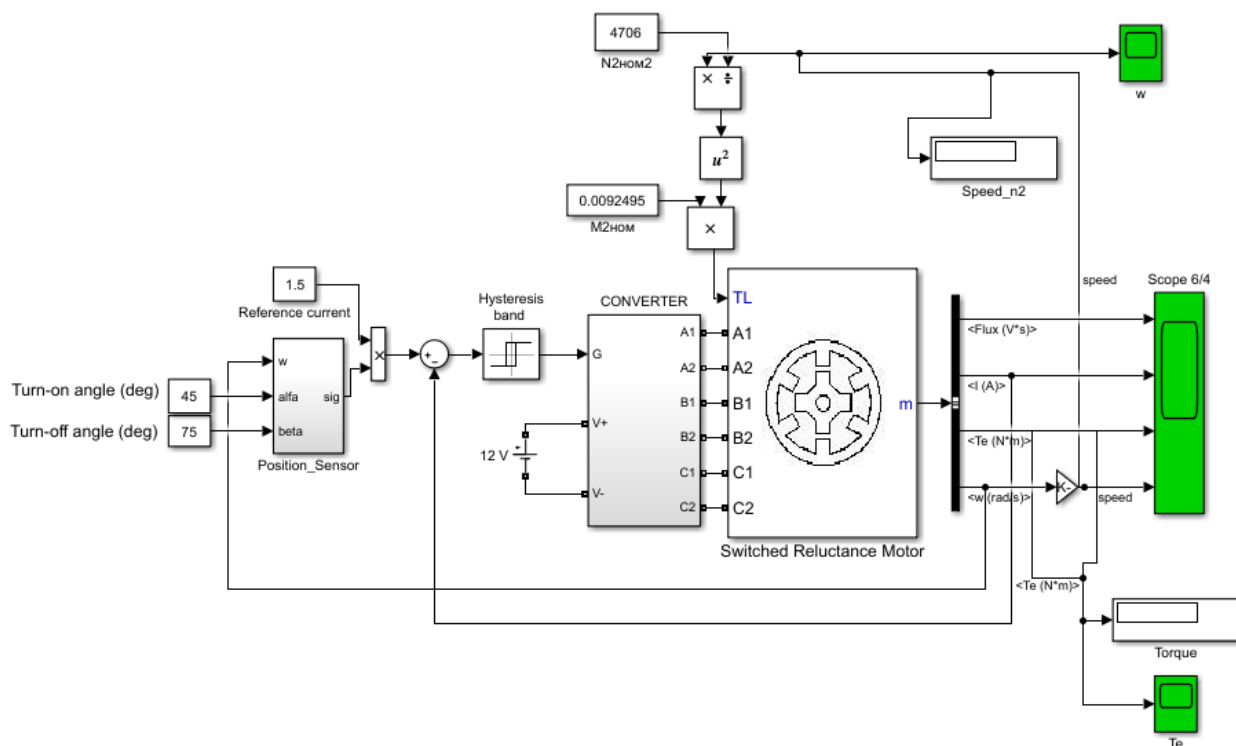 4706
N2ном2
× ÷
w
u²
Speed_n2
0.0092495
M2ном
×
speed
Scope 6/4
1.5
Reference current
Hysteresis
band
CONVERTER
TL
<Flux (V*s)>
A1
A1
×
+
−
w
G
A2
A2
<I (A)>
Turn-on angle (deg)
45
alfa
sig
B1
B1
m
Turn-off angle (deg)
75
beta
V+
B2
B2
<Te (N*m)>
Position_Sensor
12 V
+
C1
C1
K-
V-
<w (rad/s)>
speed
C2
C2
Switched Reluctance Motor
<Te (N*m)>
Torque
Te